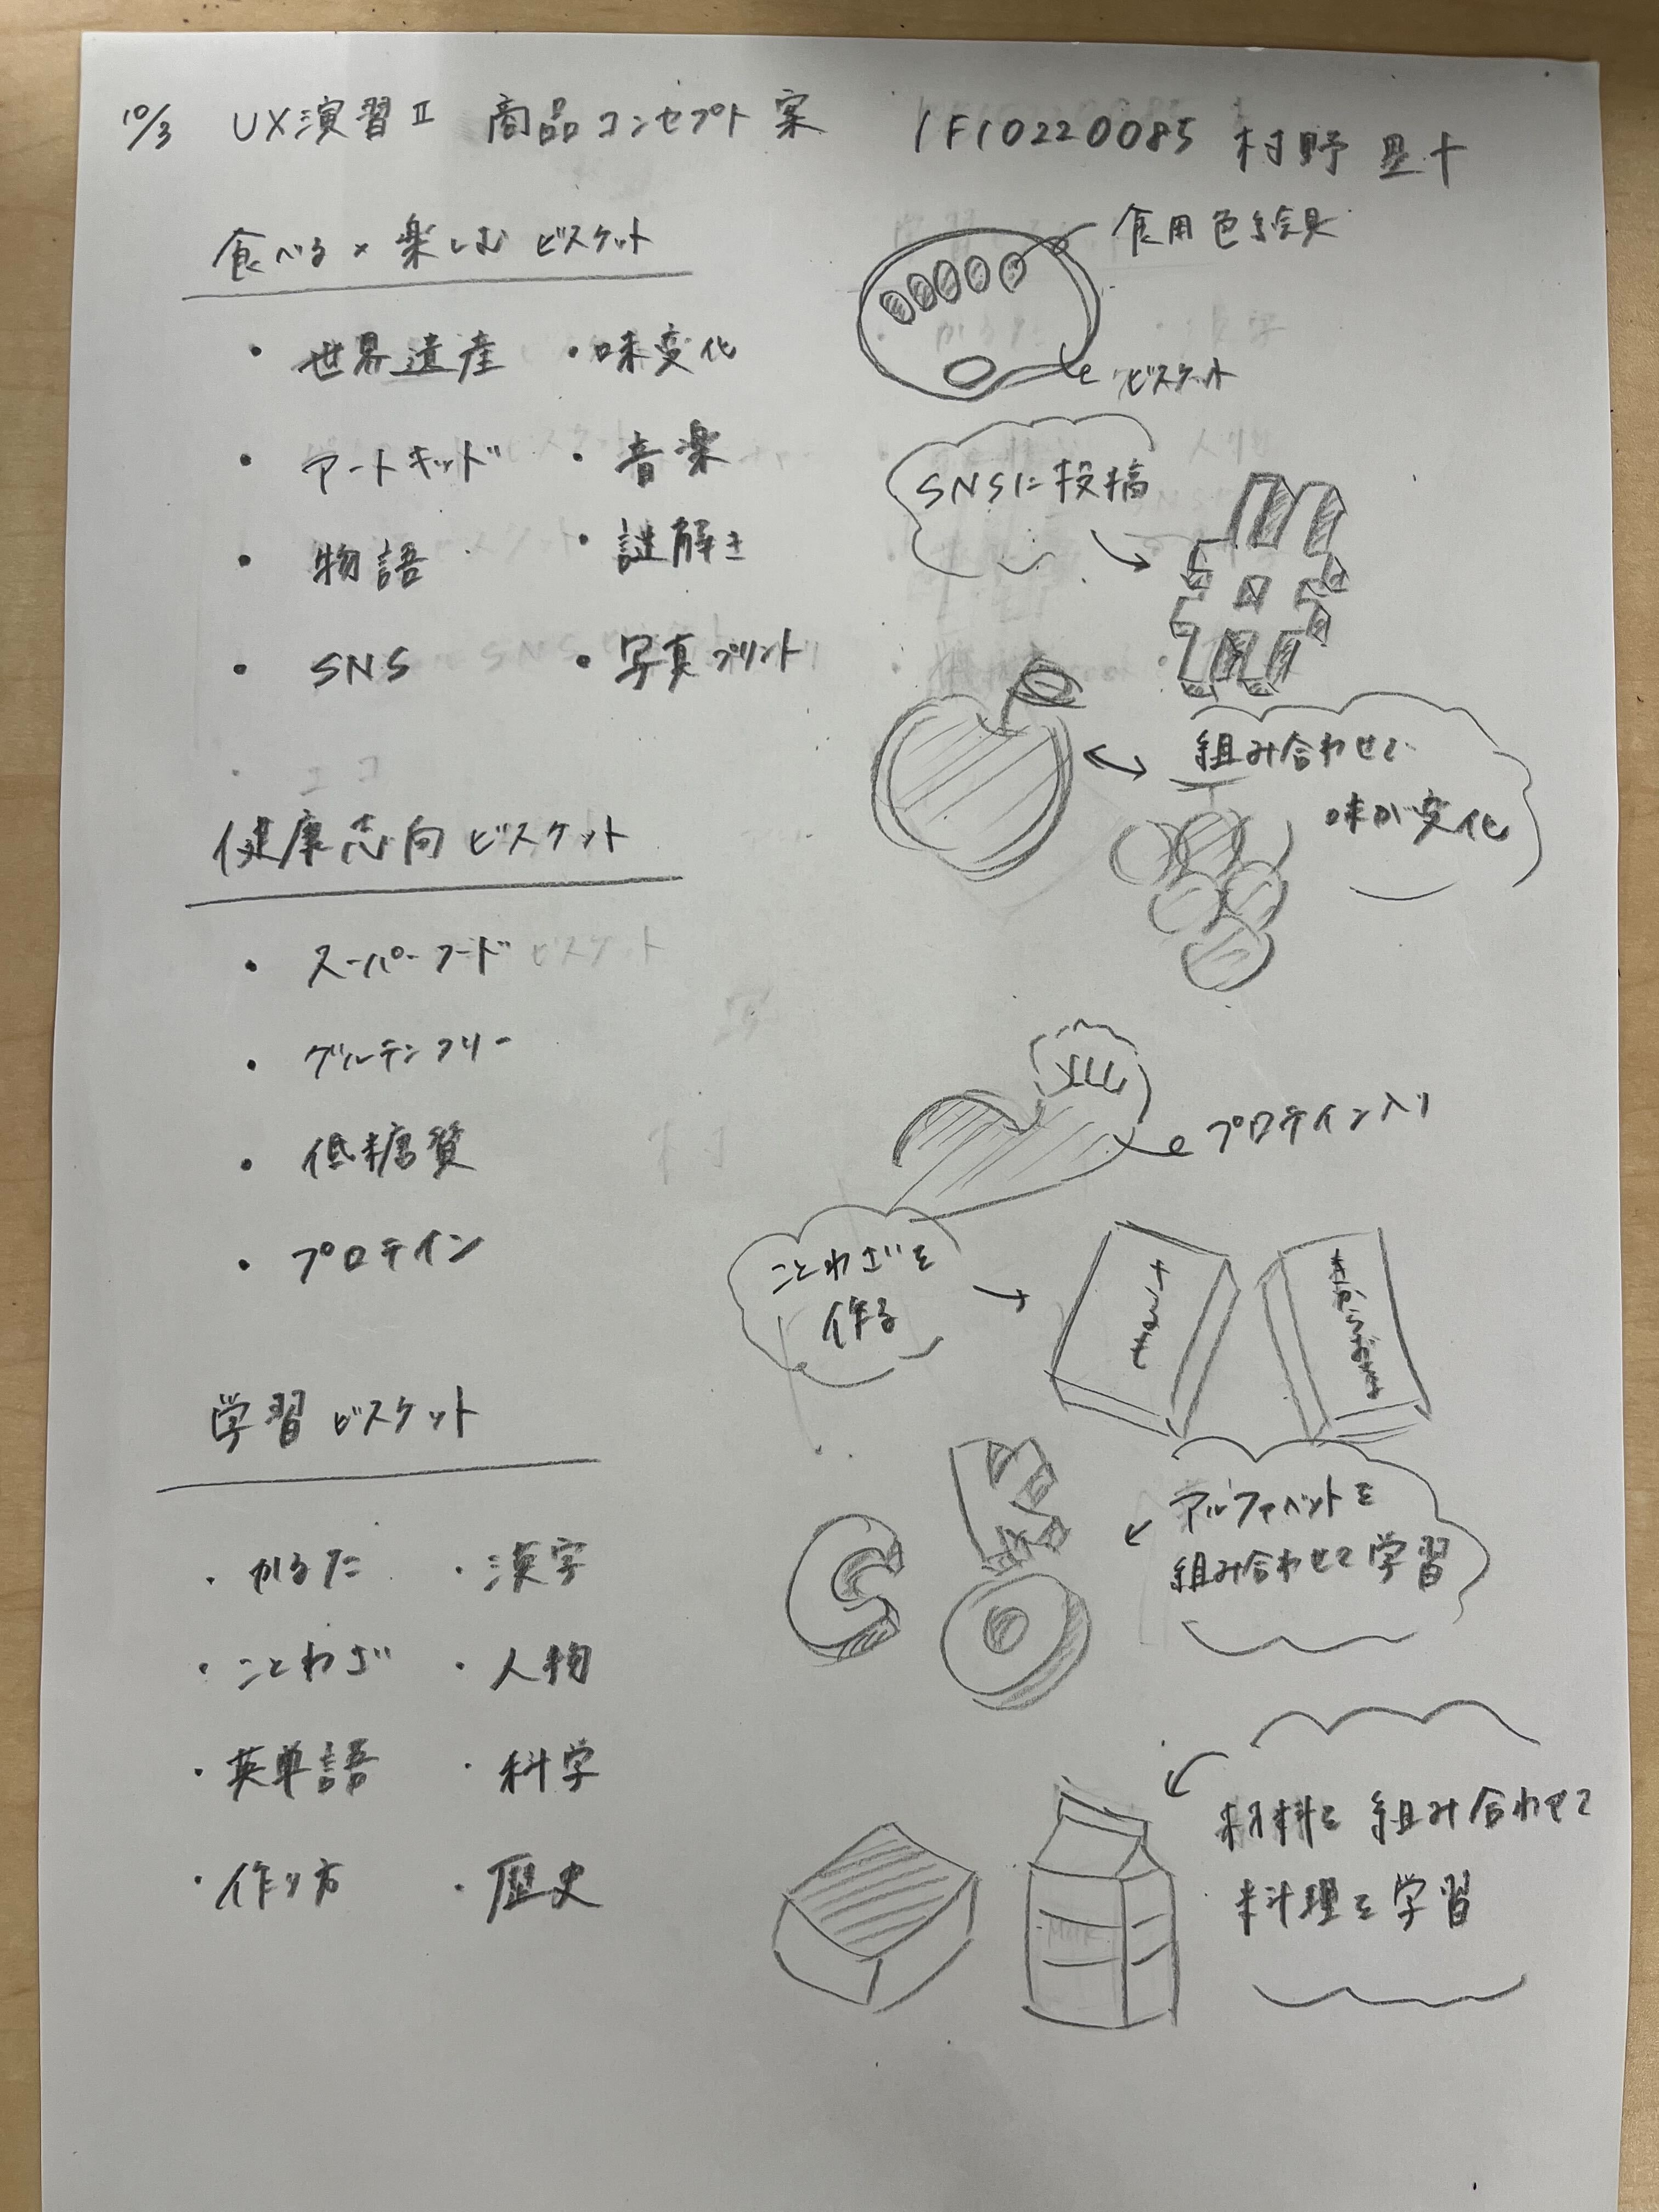 10/3 UX演習Ⅱ 商品コンセプト案 1F10220085 村野
食べる×楽しむ ビスケット
・世界遺産 ・味変化
・アートキッド ・音楽
・物語 ・謎解き
・SNS ・写真プリント
健康志向 ビスケット
・スーパーフード
・グルテンフリー
・低糖質
・プロテイン
学習 ビスケット
・かるた ・漢字
・ことわざ ・人物
・英単語 ・科学
・作り方 ・歴史
食用色絵具
ビスケット
SNSに投稿
組み合わせて
味が変化
プロテイン入り
ことわざを
作る
アルファベットを
組み合わせて学習
材料を組み合わせて
料理を学習
Milk